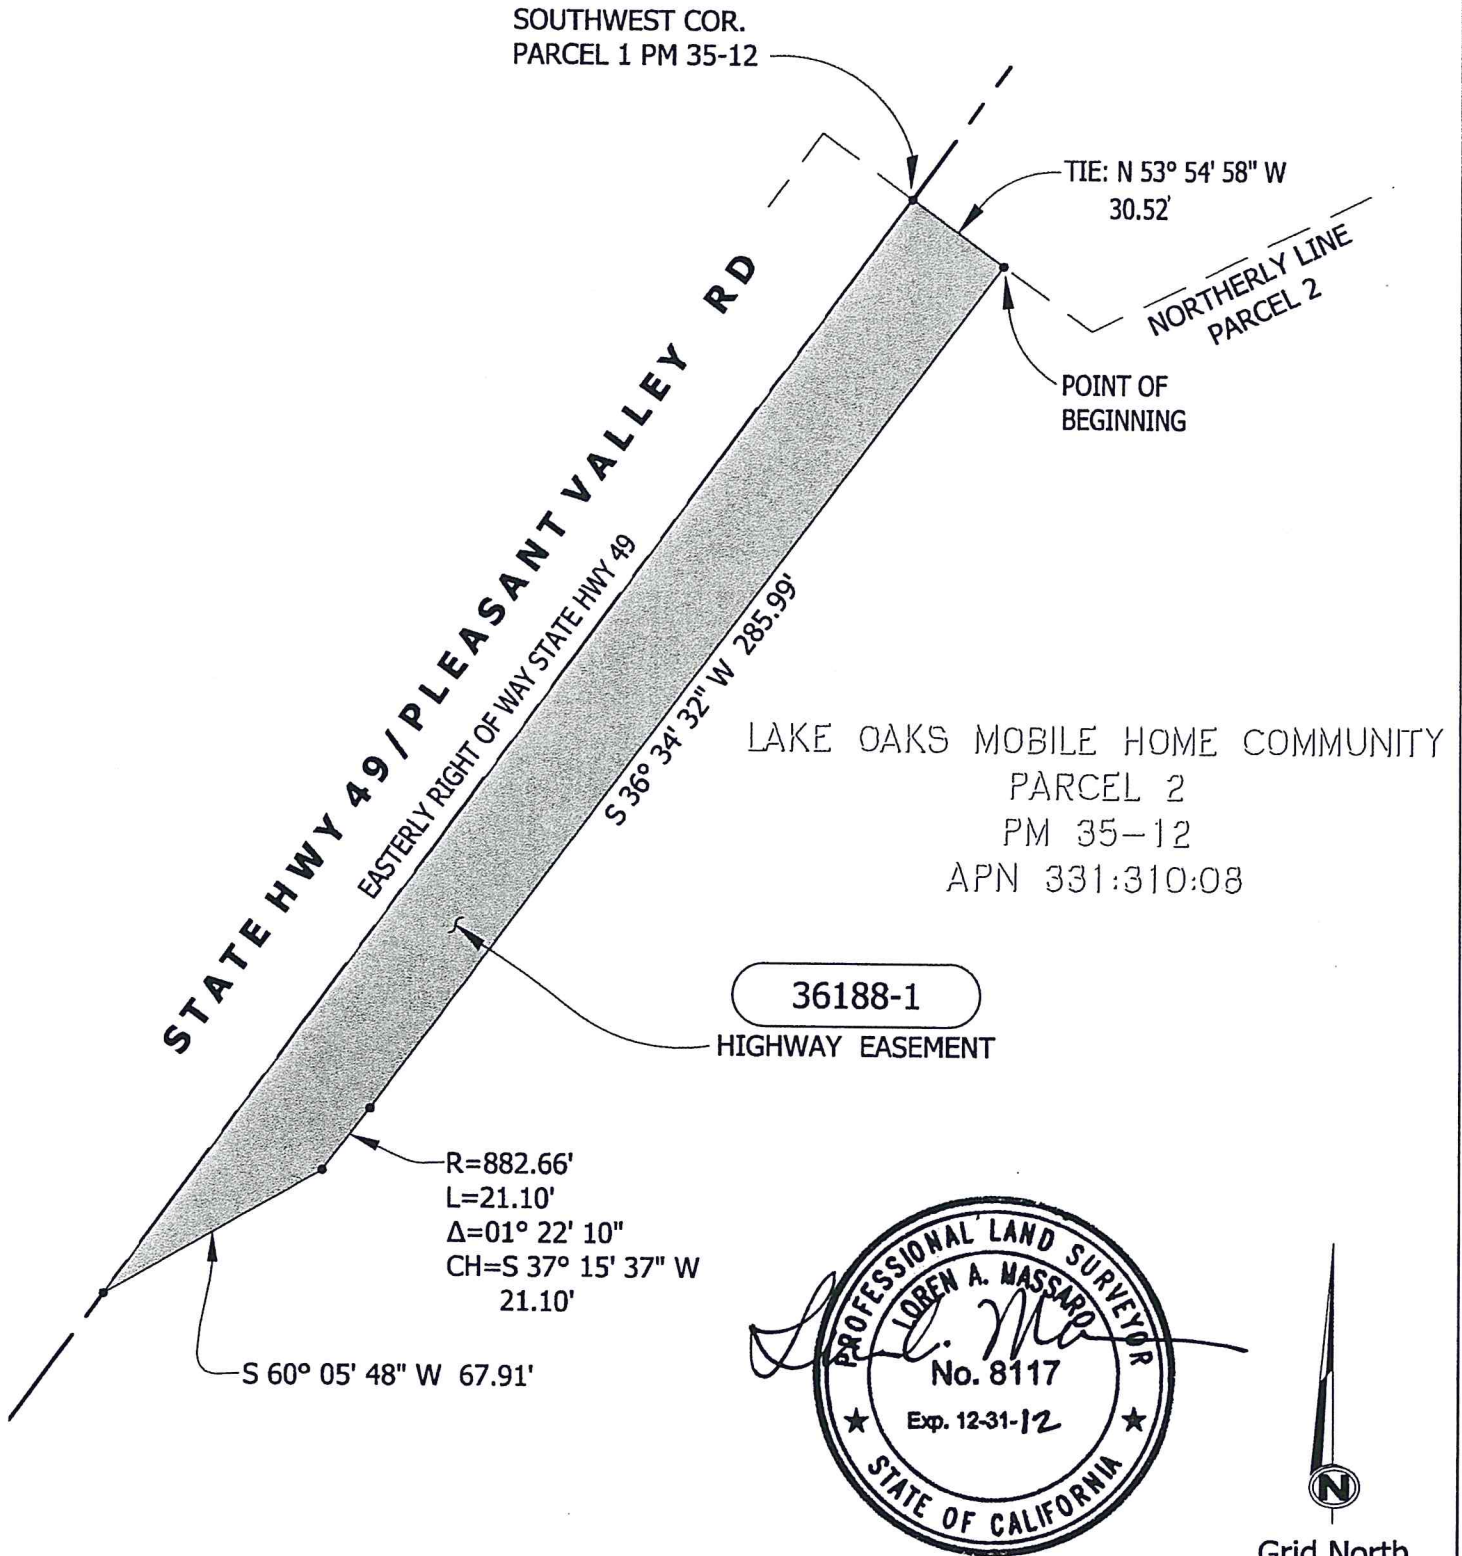 SOUTHWEST COR.
PARCEL 1 PM 35-12
TIE: N 53° 54' 58" W
30.52'
NORTHERLY LINE
PARCEL 2
POINT OF
BEGINNING
STATE HWY 49/PLEASANT VALLEY RD
EASTERLY RIGHT OF WAY STATE HWY 49
S 36° 34' 32" W 285.99'
LAKE OAKS MOBILE HOME COMMUNITY
PARCEL 2
PM 35-12
APN 331:310:08
36188-1
HIGHWAY EASEMENT
R=882.66'
L=21.10'
Δ=01° 22' 10"
CH=S 37° 15' 37" W
21.10'
S 60° 05' 48" W 67.91'
PROFESSIONAL LAND SURVEYOR
LOREN A. MASSARO
No. 8117
Exp. 12-31-12
STATE OF CALIFORNIA
N
Grid North